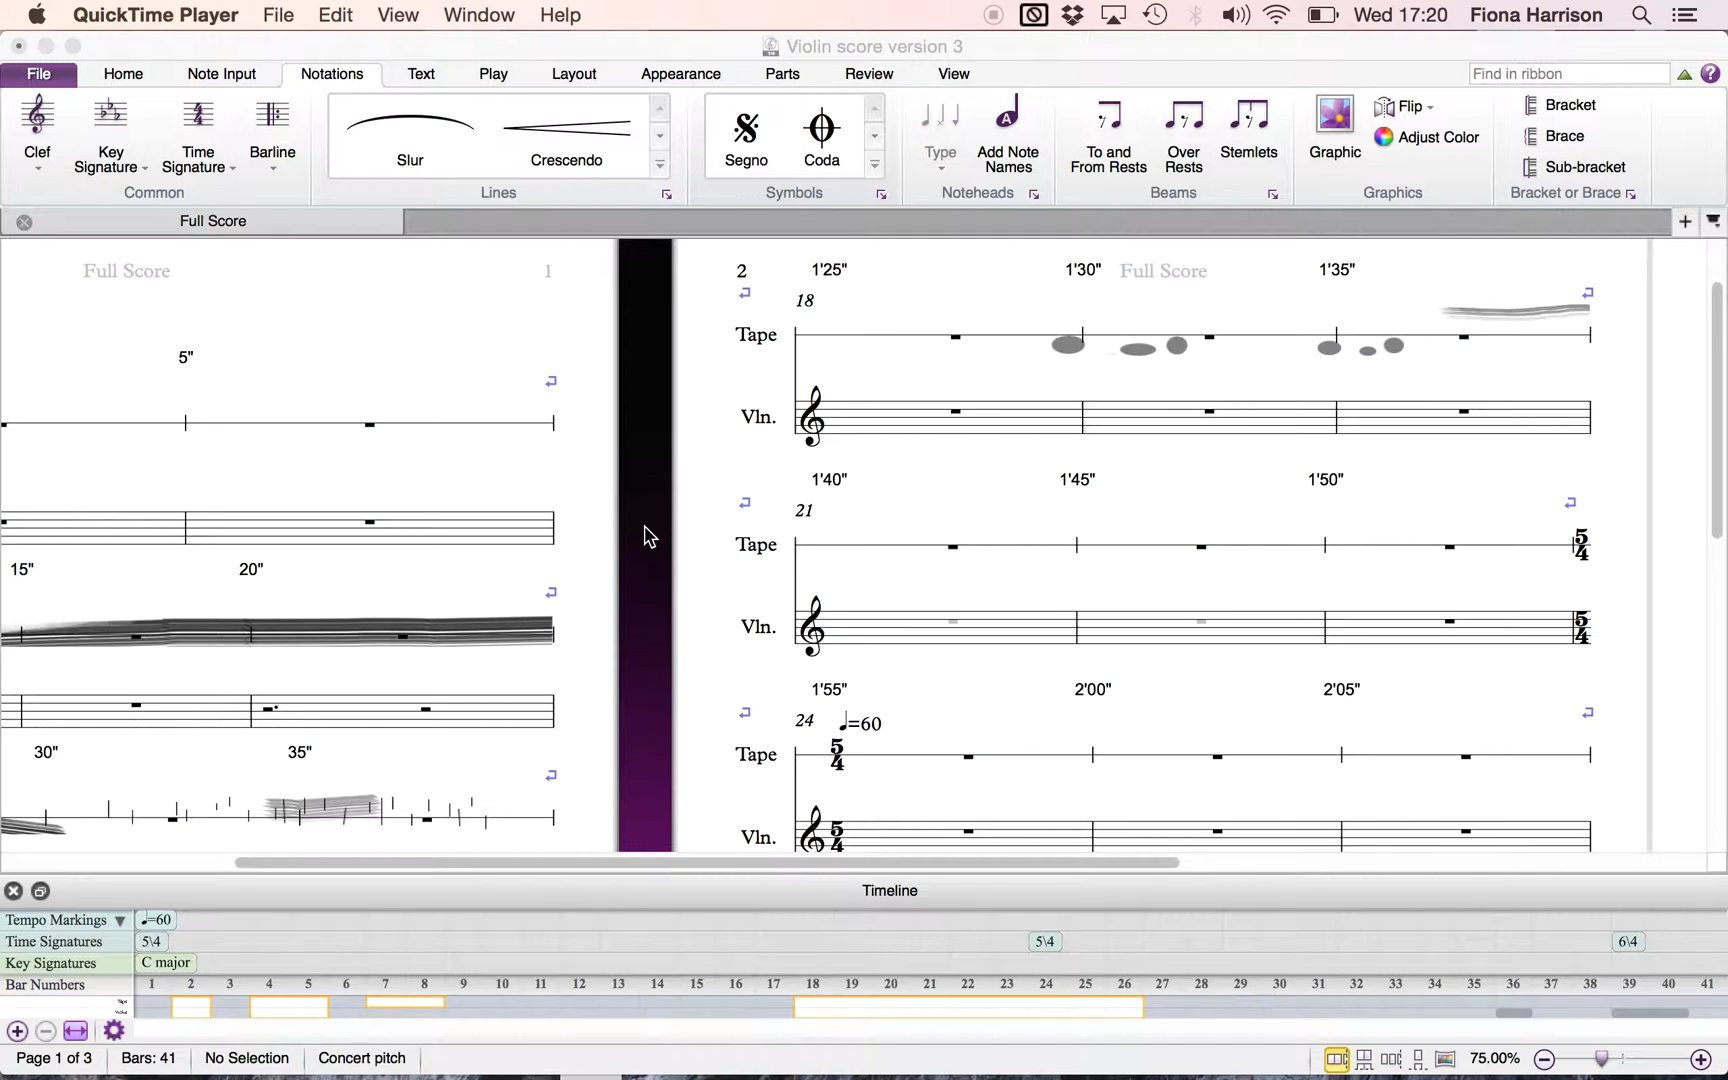 QuickTime Player File Edit View Window Help Wed 17:20 Fiona Harrison
Violin score version 3
File Home Note Input Notations Text Play Layout Appearance Parts Review View Find in ribbon
Clef Key Signature Time Signature Barline Slur Crescendo Segno Coda Type Add Note Names To and From Rests Over Rests Stemlets Graphic Flip Adjust Color Bracket Brace Sub-bracket
Common Lines Symbols Noteheads Beams Graphics Bracket or Brace
Full Score
Full Score 1
5"
15" 20"
30" 35"
2 1'25" 1'30" Full Score 1'35"
18
Tape
Vln.
1'40" 1'45" 1'50"
21
Tape 5 4
Vln. 5 4
1'55" 2'00" 2'05"
24 ♩=60
Tape 5 4
Vln. 5 4
Timeline
Tempo Markings ♩=60
Time Signatures 5\4 5\4 6\4
Key Signatures C major
Bar Numbers 1 2 3 4 5 6 7 8 9 10 11 12 13 14 15 16 17 18 19 20 21 22 23 24 25 26 27 28 29 30 31 32 33 34 35 36 37 38 39 40 41
Page 1 of 3 Bars: 41 No Selection Concert pitch 75.00%